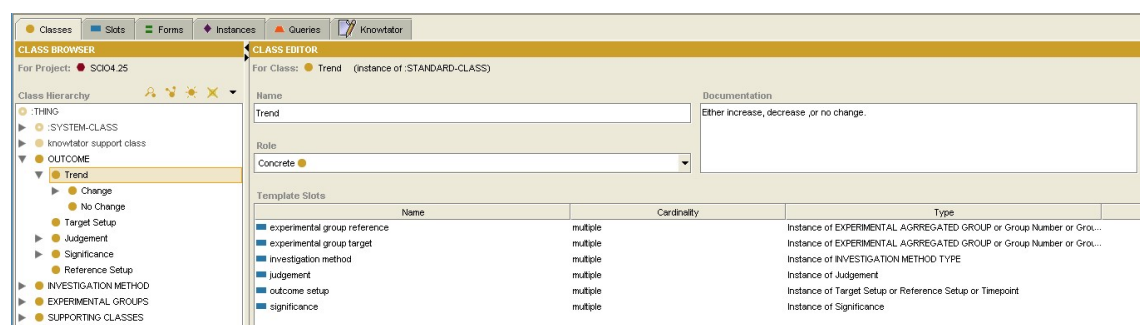 Classes Slots Forms Instances Queries Knowtator
CLASS BROWSER
For Project: SCIO4.25
Class Hierarchy
:THING
:SYSTEM-CLASS
knowtator support class
OUTCOME
Trend
Change
No Change
Target Setup
Judgement
Significance
Reference Setup
INVESTIGATION METHOD
EXPERIMENTAL GROUPS
SUPPORTING CLASSES
CLASS EDITOR
For Class: Trend (instance of :STANDARD-CLASS)
Name
Trend
Role
Concrete
Documentation
Either increase, decrease ,or no change.
Template Slots
Name Cardinality Type
experimental group reference multiple Instance of EXPERIMENTAL AGRREGATED GROUP or Group Number or Grou...
experimental group target multiple Instance of EXPERIMENTAL AGRREGATED GROUP or Group Number or Grou...
investigation method multiple Instance of INVESTIGATION METHOD TYPE
judgement multiple Instance of Judgement
outcome setup multiple Instance of Target Setup or Reference Setup or Timepoint
significance multiple Instance of Significance